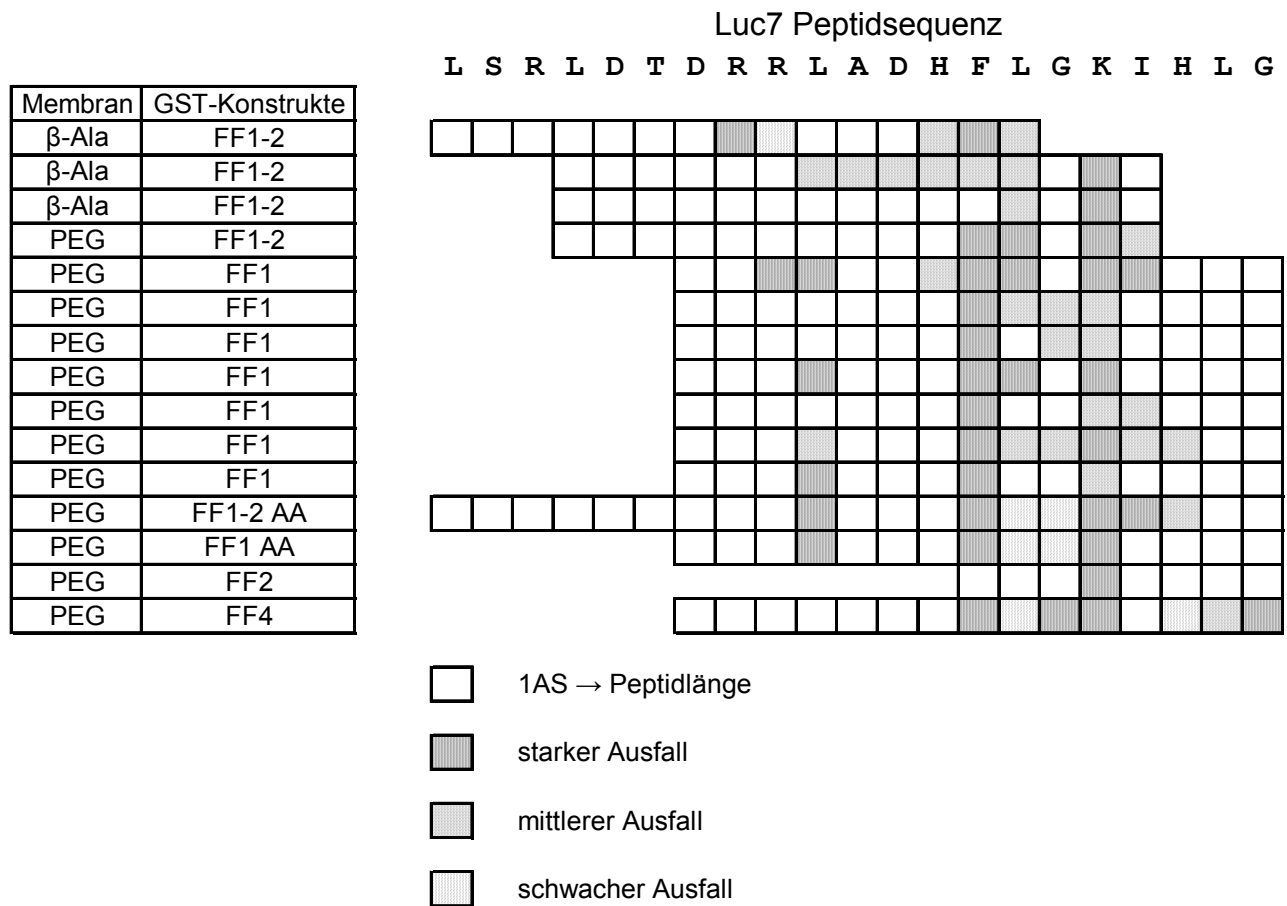 Luc7 Peptidsequenz
L S R L D T D R R L A D H F L G K I H L G
Membran GST-Konstrukte
β-Ala FF1-2
β-Ala FF1-2
β-Ala FF1-2
PEG FF1-2
PEG FF1
PEG FF1
PEG FF1
PEG FF1
PEG FF1
PEG FF1
PEG FF1
PEG FF1-2 AA
PEG FF1 AA
PEG FF2
PEG FF4
1AS → Peptidlänge
starker Ausfall
mittlerer Ausfall
schwacher Ausfall